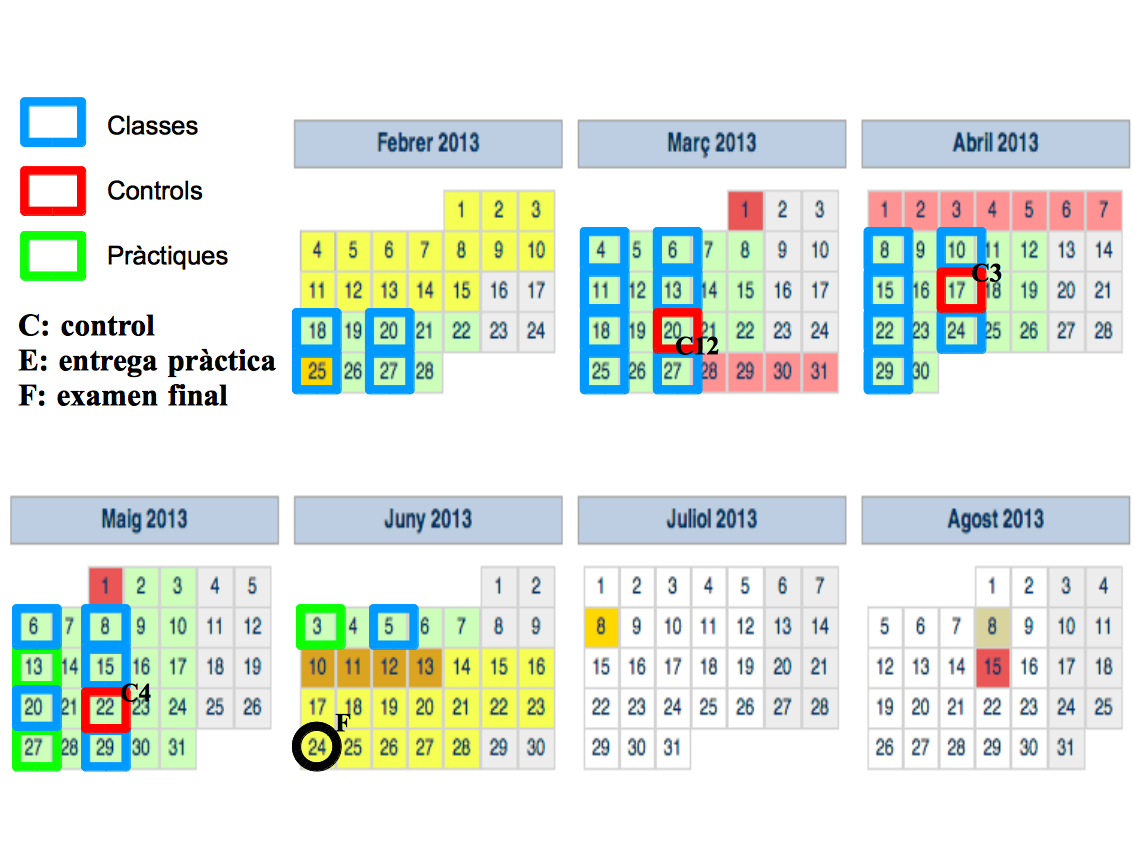 Classes
Controls
Pràctiques
C: control
E: entrega pràctica
F: examen final
Febrer 2013
1 2 3
4 5 6 7 8 9 10
11 12 13 14 15 16 17
18 19 20 21 22 23 24
25 26 27 28
Març 2013
1 2 3
4 5 6 7 8 9 10
11 12 13 14 15 16 17
18 19 20 21 22 23 24
C12
25 26 27 28 29 30 31
Abril 2013
1 2 3 4 5 6 7
8 9 10 11 12 13 14
C3
15 16 17 18 19 20 21
22 23 24 25 26 27 28
29 30
Maig 2013
1 2 3 4 5
6 7 8 9 10 11 12
13 14 15 16 17 18 19
C4
20 21 22 23 24 25 26
27 28 29 30 31
Juny 2013
1 2
3 4 5 6 7 8 9
10 11 12 13 14 15 16
17 18 19 20 21 22 23
F
24 25 26 27 28 29 30
Juliol 2013
1 2 3 4 5 6 7
8 9 10 11 12 13 14
15 16 17 18 19 20 21
22 23 24 25 26 27 28
29 30 31
Agost 2013
1 2 3 4
5 6 7 8 9 10 11
12 13 14 15 16 17 18
19 20 21 22 23 24 25
26 27 28 29 30 31